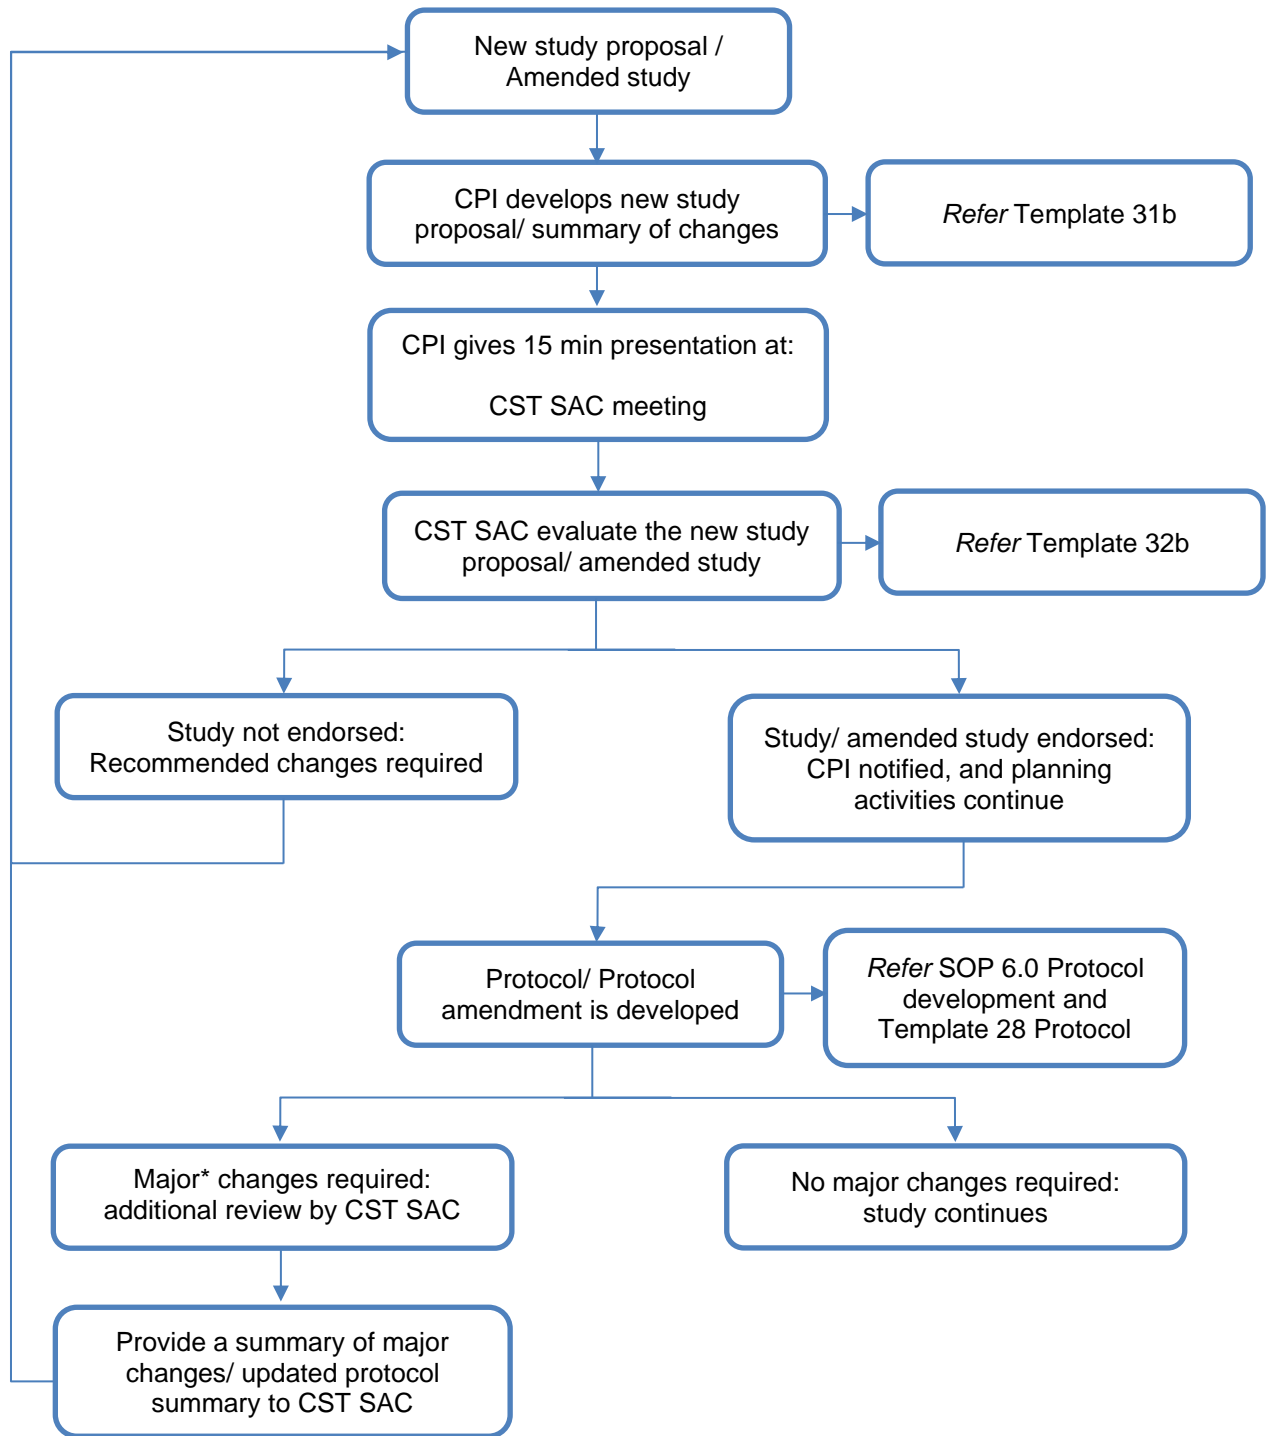 New study proposal /
Amended study
CPI develops new study
proposal/ summary of changes
Refer Template 31b
CPI gives 15 min presentation at:
CST SAC meeting
CST SAC evaluate the new study
proposal/ amended study
Refer Template 32b
Study not endorsed:
Recommended changes required
Study/ amended study endorsed:
CPI notified, and planning
activities continue
Protocol/ Protocol
amendment is developed
Refer SOP 6.0 Protocol
development and
Template 28 Protocol
Major* changes required:
additional review by CST SAC
No major changes required:
study continues
Provide a summary of major
changes/ updated protocol
summary to CST SAC